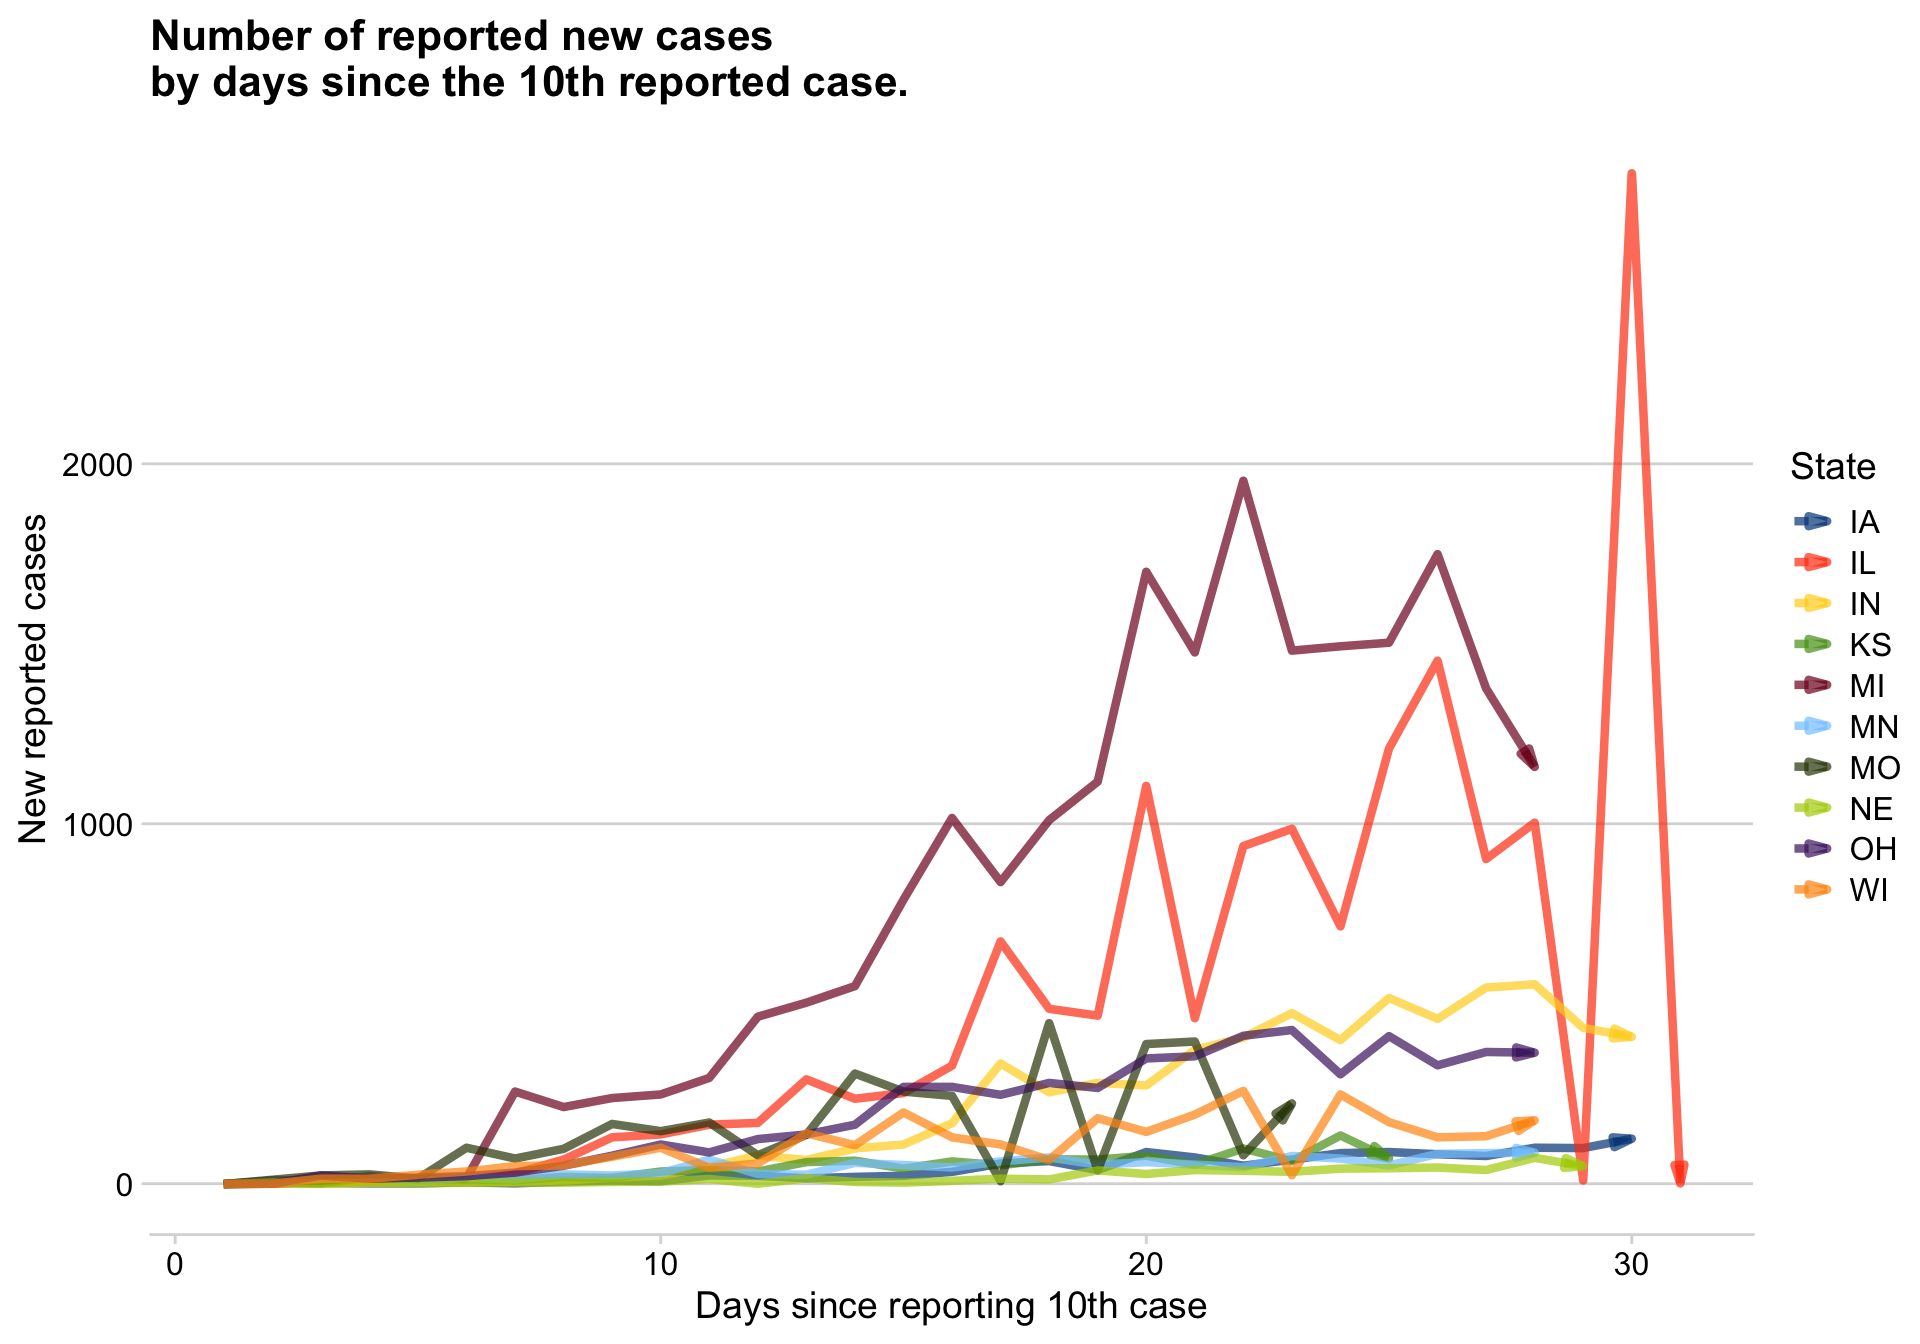 Number of reported new cases
by days since the 10th reported case.
New reported cases
2000
1000
0
0 10 20 30
Days since reporting 10th case
State
IA
IL
IN
KS
MI
MN
MO
NE
OH
WI